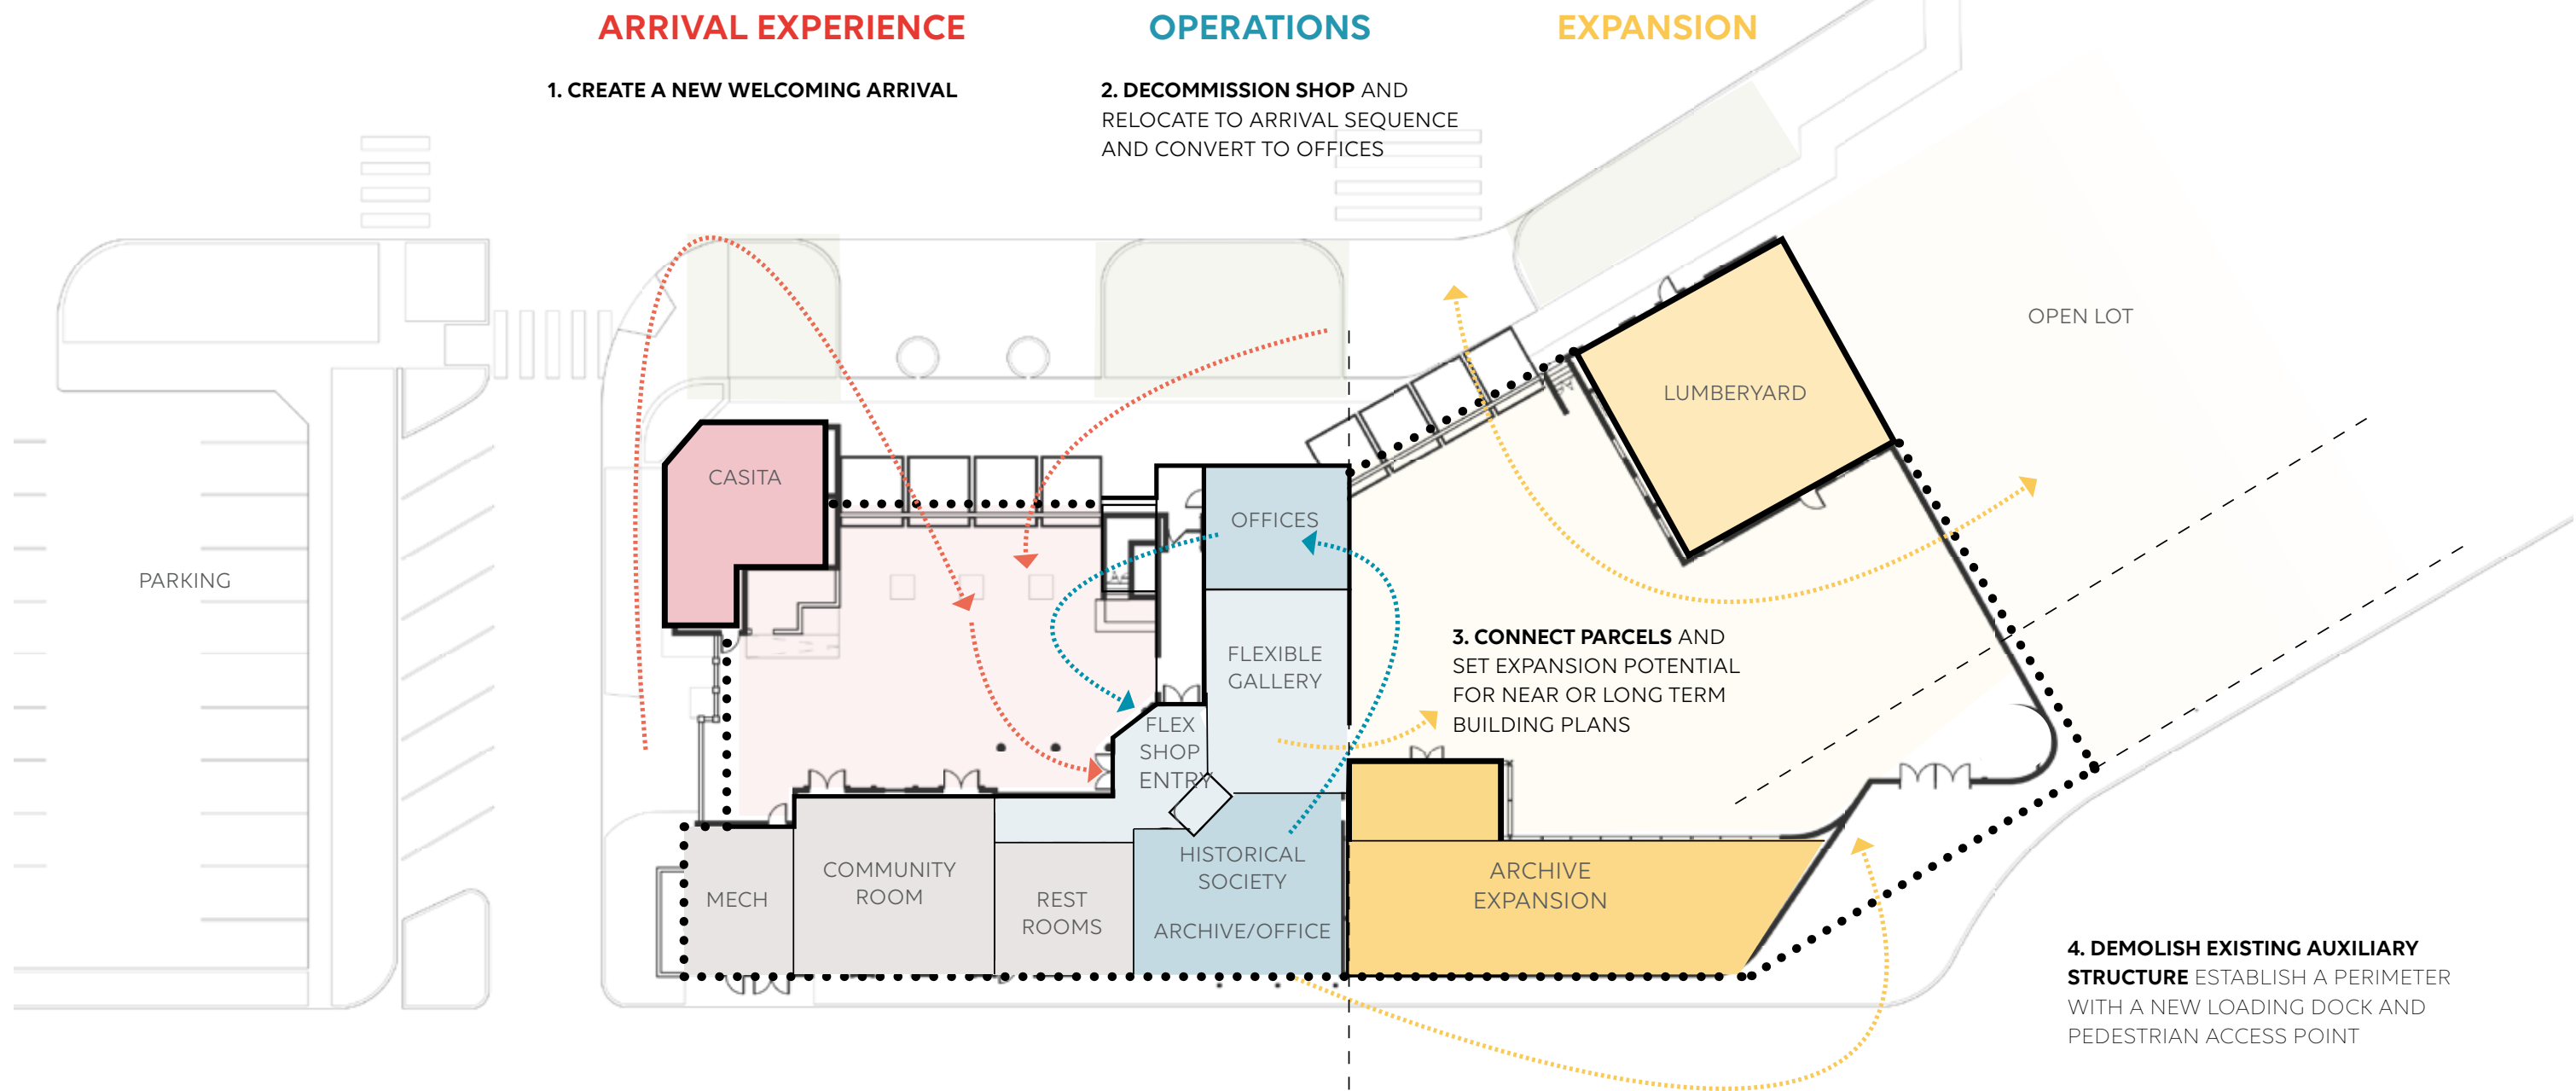 ARRIVAL EXPERIENCE
OPERATIONS
EXPANSION
1. CREATE A NEW WELCOMING ARRIVAL
2. DECOMMISSION SHOP AND
RELOCATE TO ARRIVAL SEQUENCE
AND CONVERT TO OFFICES
OPEN LOT
LUMBERYARD
CASITA
OFFICES
PARKING
FLEXIBLE
GALLERY
3. CONNECT PARCELS AND
SET EXPANSION POTENTIAL
FOR NEAR OR LONG TERM
BUILDING PLANS
FLEX
SHOP
ENTRY
MECH
COMMUNITY
ROOM
REST
ROOMS
HISTORICAL
SOCIETY
ARCHIVE/OFFICE
ARCHIVE
EXPANSION
4. DEMOLISH EXISTING AUXILIARY
STRUCTURE ESTABLISH A PERIMETER
WITH A NEW LOADING DOCK AND
PEDESTRIAN ACCESS POINT